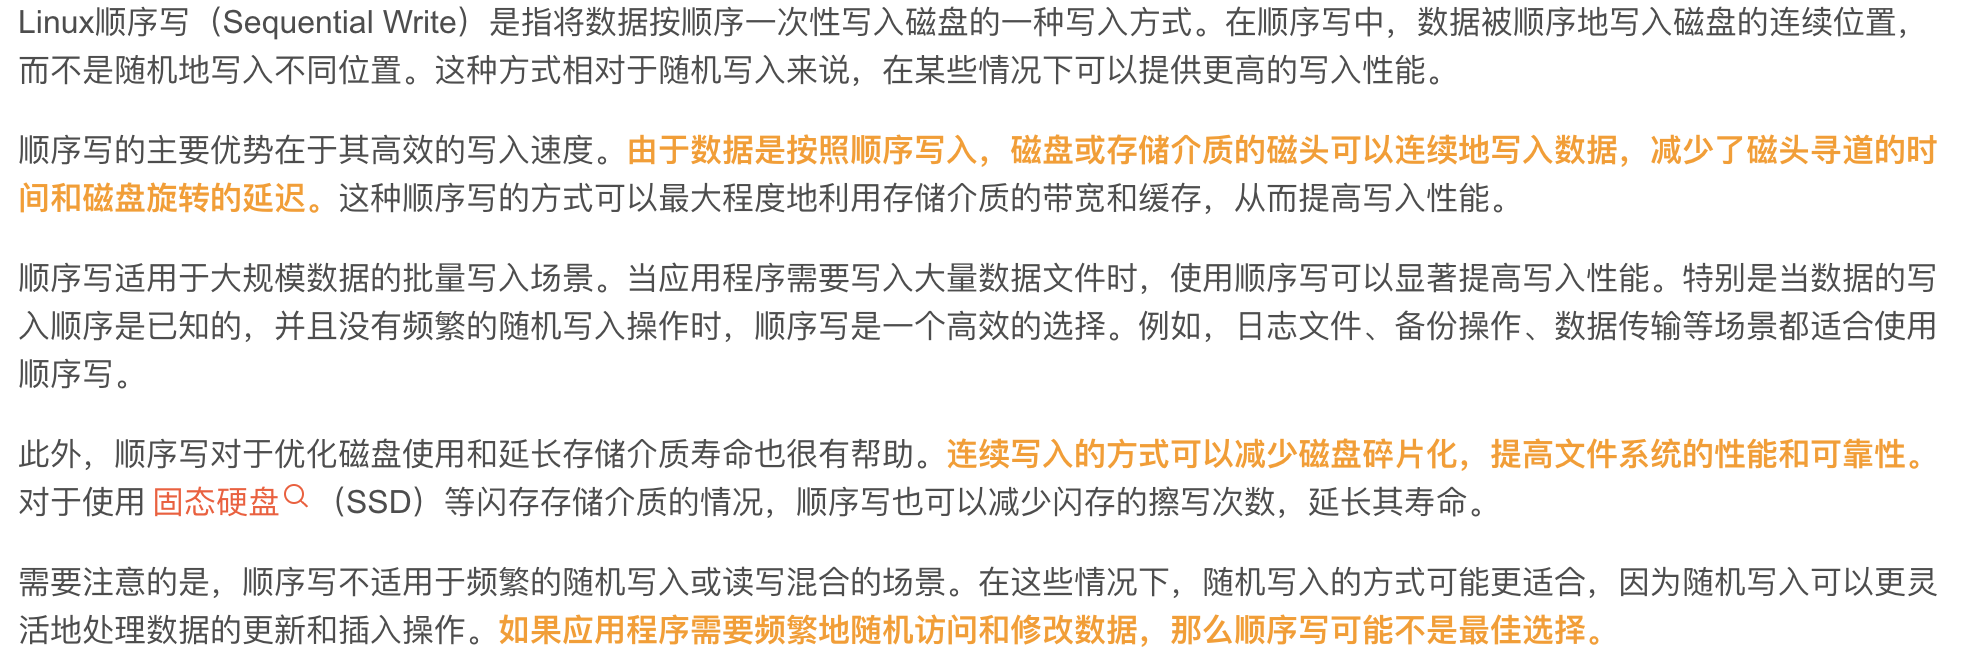 Linux顺序写（Sequential Write）是指将数据按顺序一次性写入磁盘的一种写入方式。在顺序写中，数据被顺序地写入磁盘的连续位置，
而不是随机地写入不同位置。这种方式相对于随机写入来说，在某些情况下可以提供更高的写入性能。
顺序写的主要优势在于其高效的写入速度。由于数据是按照顺序写入，磁盘或存储介质的磁头可以连续地写入数据，减少了磁头寻道的时
间和磁盘旋转的延迟。这种顺序写的方式可以最大程度地利用存储介质的带宽和缓存，从而提高写入性能。
顺序写适用于大规模数据的批量写入场景。当应用程序需要写入大量数据文件时，使用顺序写可以显著提高写入性能。特别是当数据的写
入顺序是已知的，并且没有频繁的随机写入操作时，顺序写是一个高效的选择。例如，日志文件、备份操作、数据传输等场景都适合使用
顺序写。
此外，顺序写对于优化磁盘使用和延长存储介质寿命也很有帮助。连续写入的方式可以减少磁盘碎片化，提高文件系统的性能和可靠性。
对于使用 固态硬盘 （SSD）等闪存存储介质的情况，顺序写也可以减少闪存的擦写次数，延长其寿命。
需要注意的是，顺序写不适用于频繁的随机写入或读写混合的场景。在这些情况下，随机写入的方式可能更适合，因为随机写入可以更灵
活地处理数据的更新和插入操作。如果应用程序需要频繁地随机访问和修改数据，那么顺序写可能不是最佳选择。